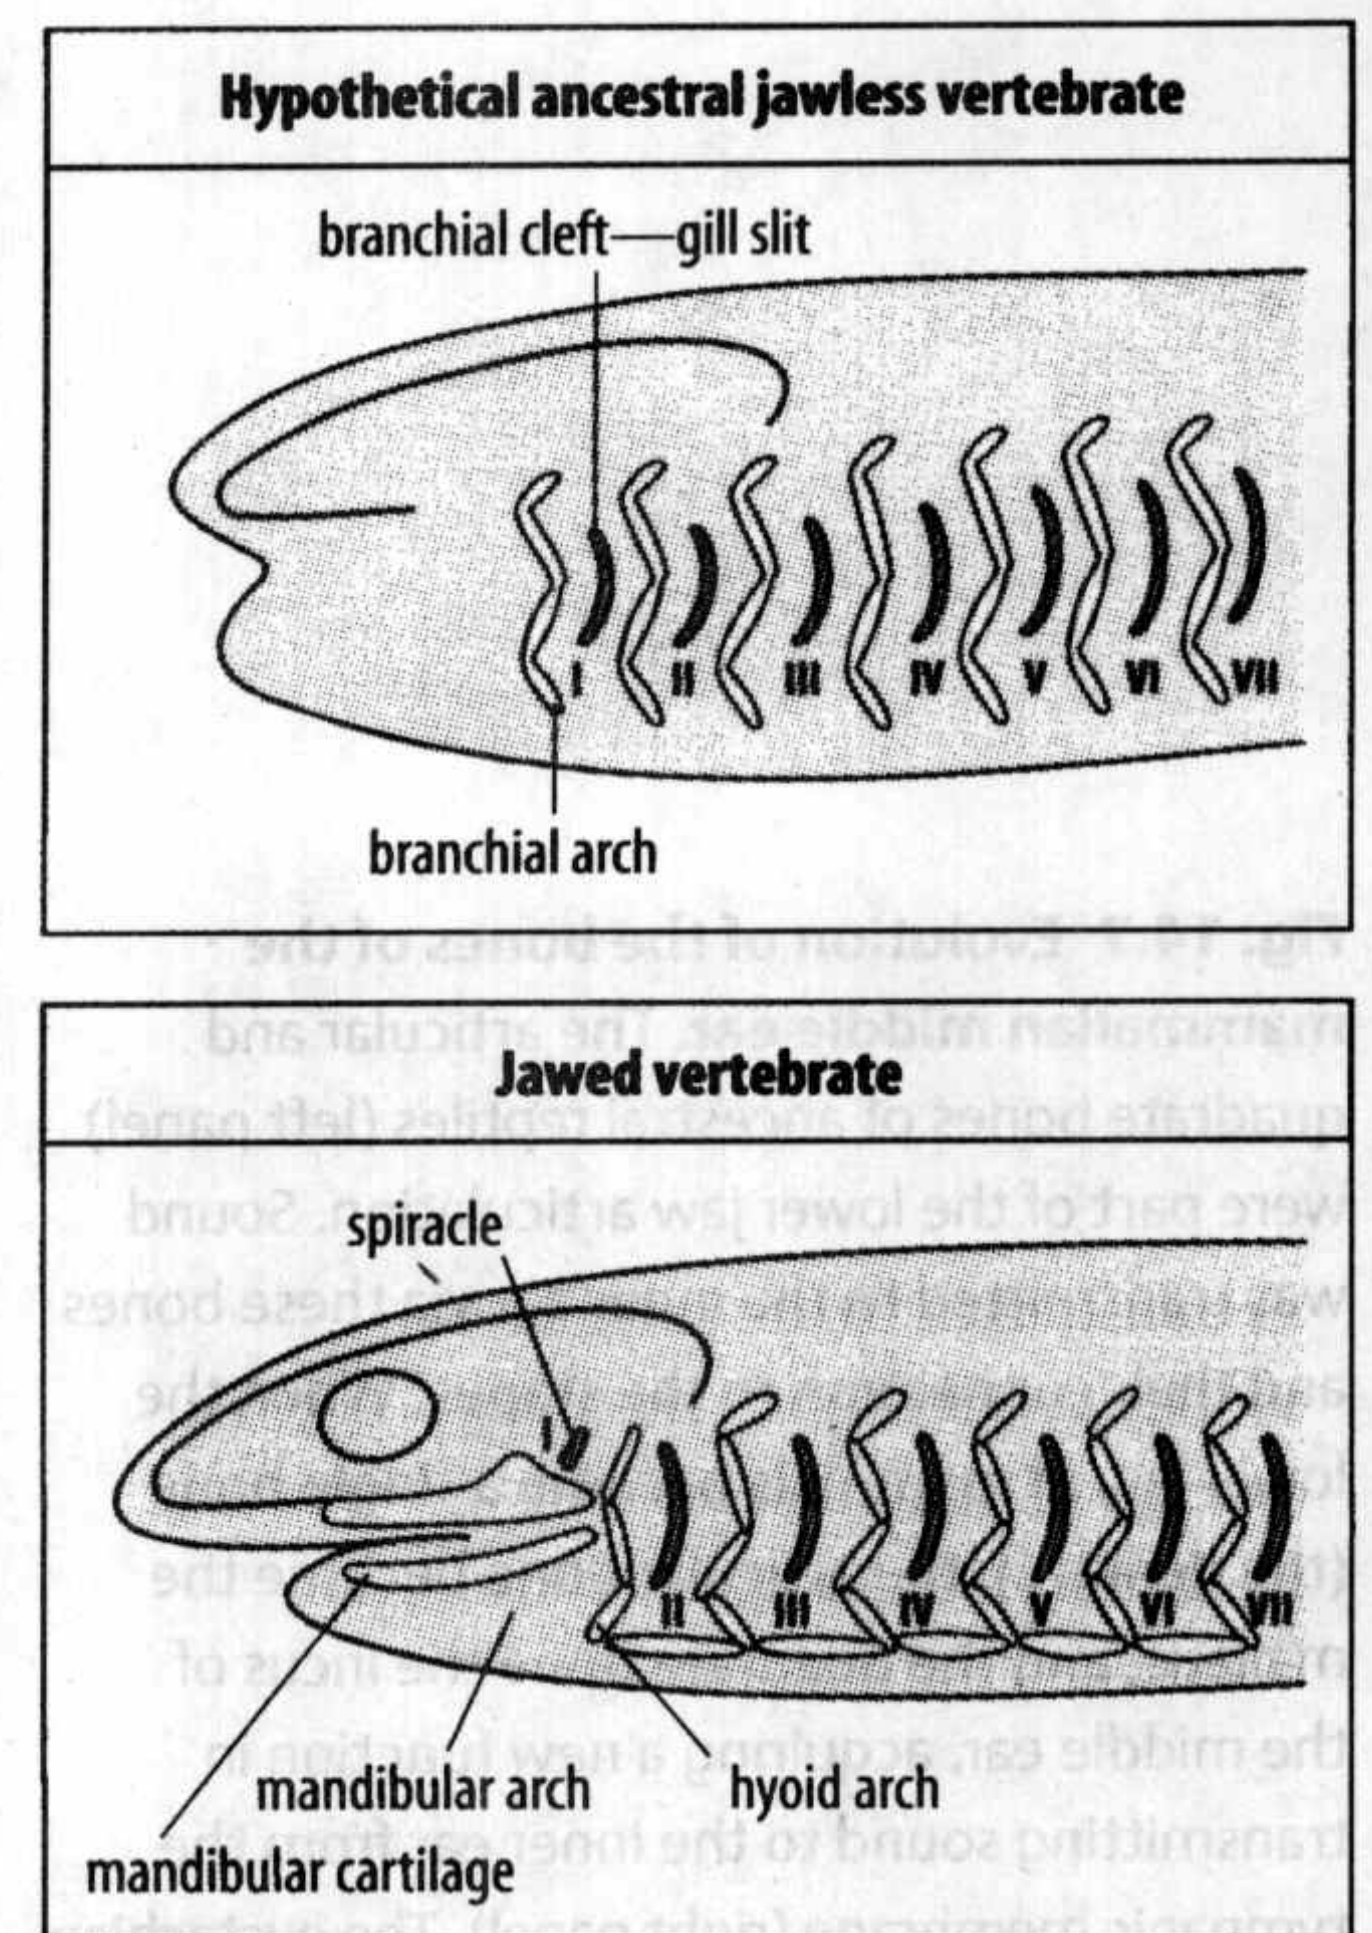 Hypothetical ancestral jawless vertebrate
branchial cleft—gill slit
I II III IV V VI VII
branchial arch
Jawed vertebrate
spiracle
I
II III IV V VI VII
mandibular arch
hyoid arch
mandibular cartilage